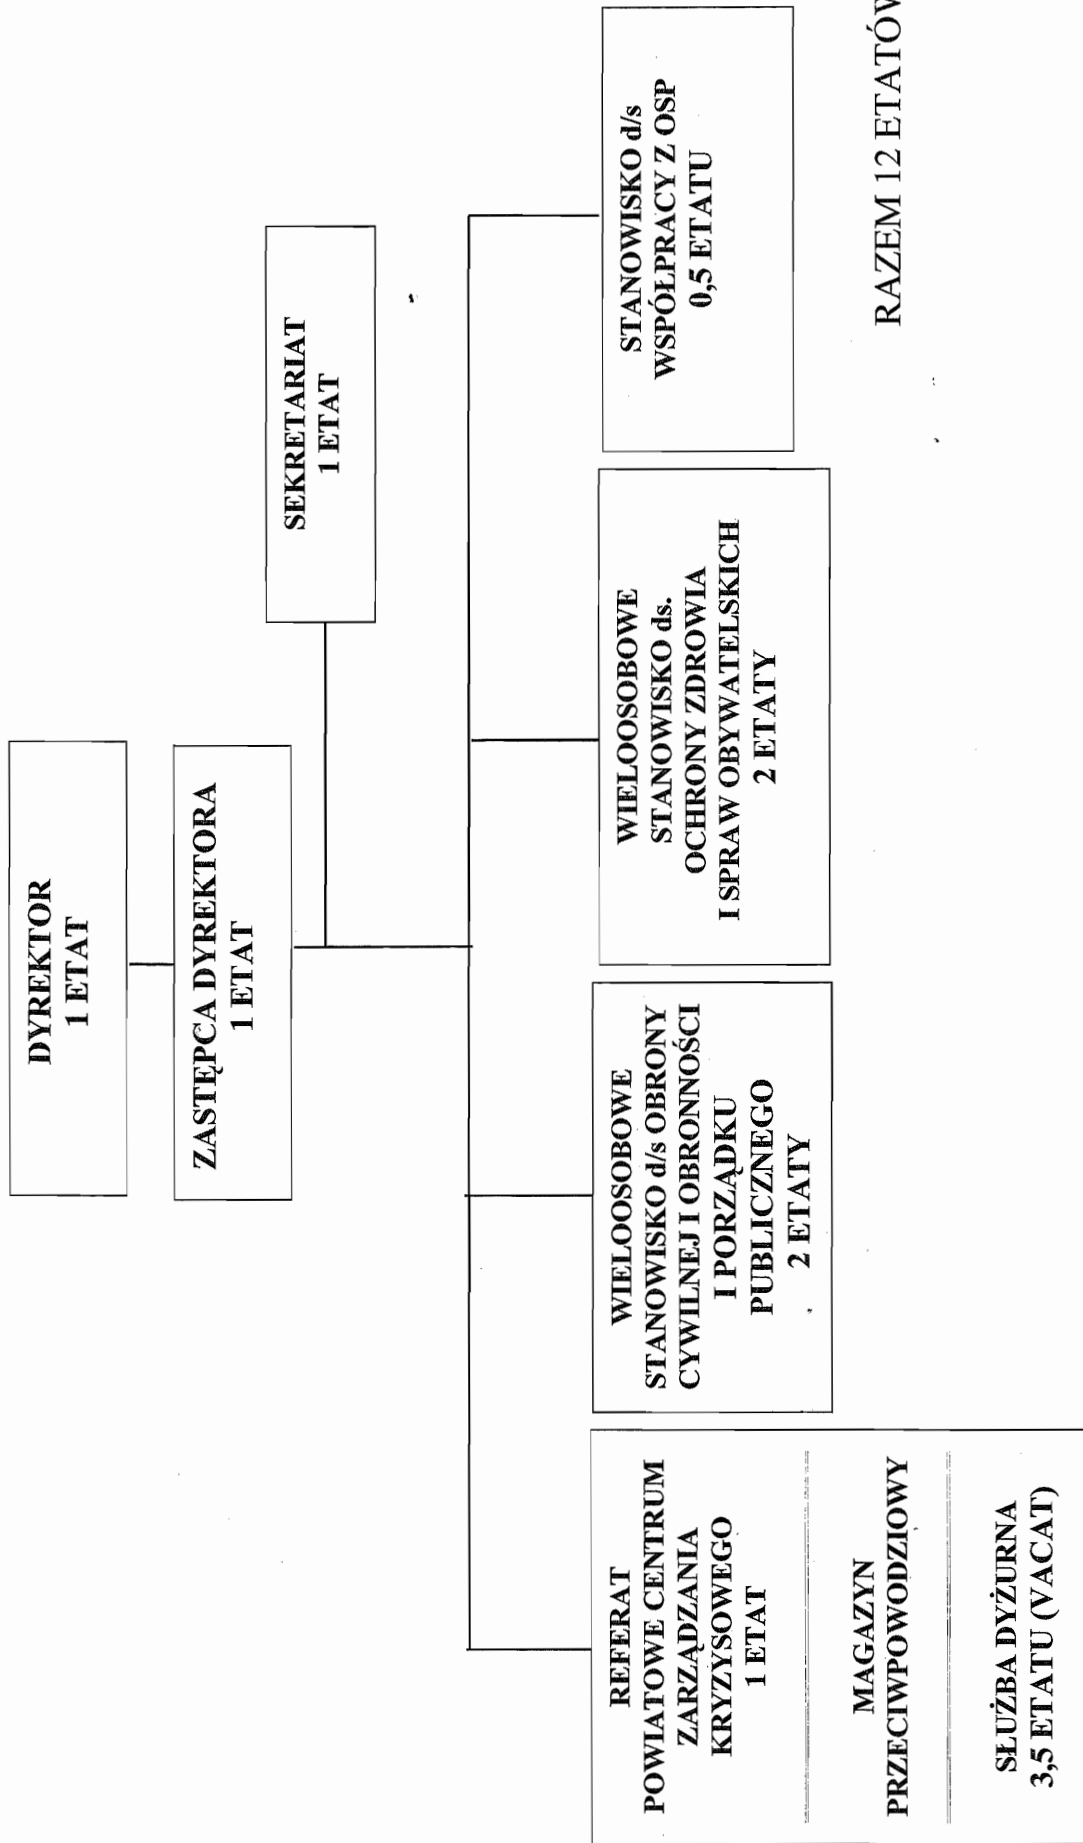 DYREKTOR
1 ETAT
ZASTĘPCA DYREKTORA
1 ETAT
SEKRETARIAT
1 ETAT
REFERAT
POWIATOWE CENTRUM
ZARZĄDZANIA
KRYZYSOWEGO
1 ETAT
MAGAZYN
PRZECIWPOWODZIOWY
SŁUŻBA DYŻURNA
3,5 ETATU (VACAT)
WIELOOSOBOWE
STANOWISKO d/s OBRONY
CYWILNEJ I OBRONNOŚCI
I PORZĄDKU
PUBLICZNEGO
2 ETATY
WIELOOSOBOWE
STANOWISKO ds.
OCHRONY ZDROWIA
I SPRAW OBYWATELSKICH
2 ETATY
STANOWISKO d/s
WSPÓŁPRACY Z OSP
0,5 ETATU
RAZEM 12 ETATÓW